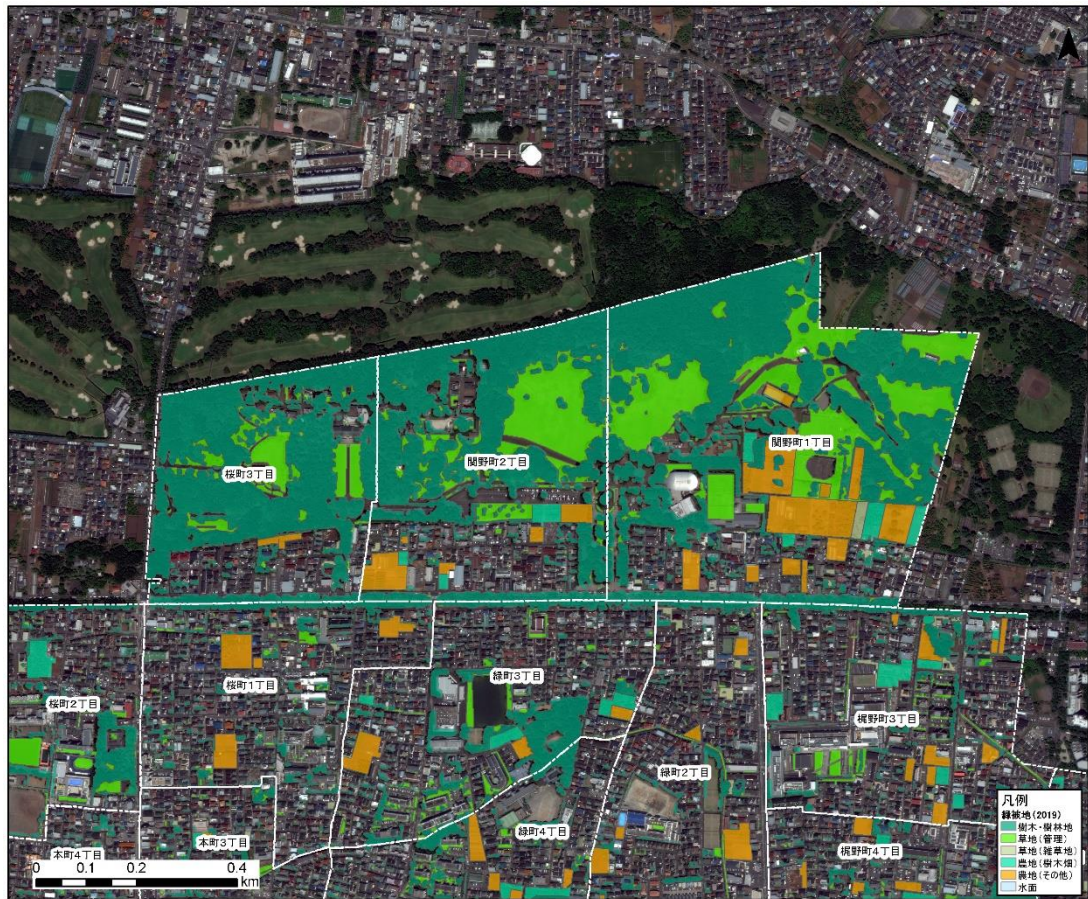 桜町3丁目
関野町2丁目
関野町1丁目
桜町2丁目
桜町1丁目
緑町3丁目
緑町2丁目
梶野町3丁目
本町4丁目
本町3丁目
緑町4丁目
梶野町4丁目
0 0.1 0.2 0.4
km
凡例
緑被地(2019)
樹木・樹林地
草地(管理)
草地(雑草地)
農地(樹木畑)
農地(その他)
水面